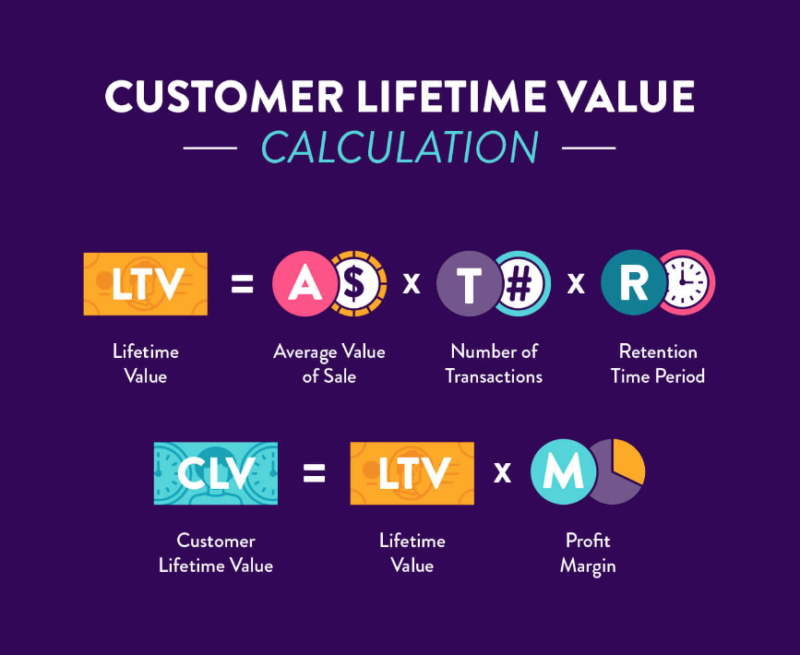 CUSTOMER LIFETIME VALUE
CALCULATION
LTV = A $ x T # x R
Lifetime Value
Average Value of Sale
Number of Transactions
Retention Time Period
CLV = LTV x M
Customer Lifetime Value
Lifetime Value
Profit Margin